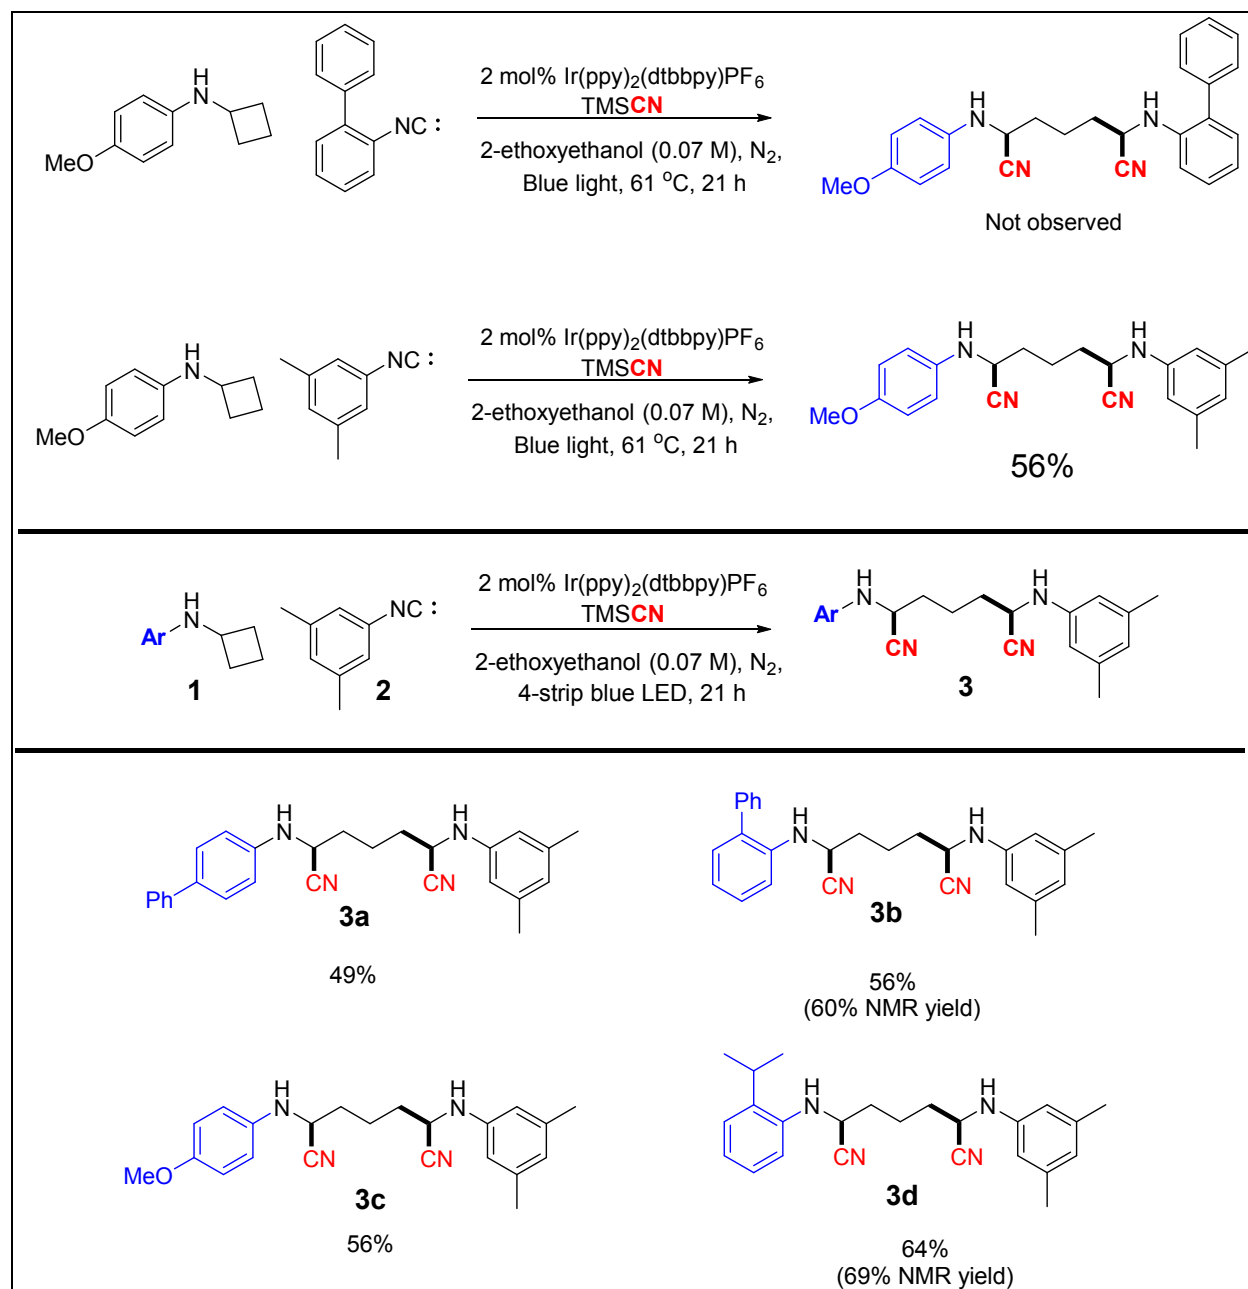 H
N
MeO
NC:
2 mol% Ir(ppy)2(dtbbpy)PF6
TMSCN
2-ethoxyethanol (0.07 M), N2,
Blue light, 61 oC, 21 h
H
N
CN
MeO
H
N
CN
Not observed
H
N
MeO
NC:
2 mol% Ir(ppy)2(dtbbpy)PF6
TMSCN
2-ethoxyethanol (0.07 M), N2,
Blue light, 61 oC, 21 h
H
N
CN
MeO
H
N
CN
56%
H
N
Ar
1
NC:
2
2 mol% Ir(ppy)2(dtbbpy)PF6
TMSCN
2-ethoxyethanol (0.07 M), N2,
4-strip blue LED, 21 h
H
N
Ar
CN
H
N
CN
3
H
N
Ph
CN
H
N
CN
3a
49%
Ph
H
N
CN
H
N
CN
3b
56%
(60% NMR yield)
H
N
MeO
CN
H
N
CN
3c
56%
H
N
CN
H
N
CN
3d
64%
(69% NMR yield)